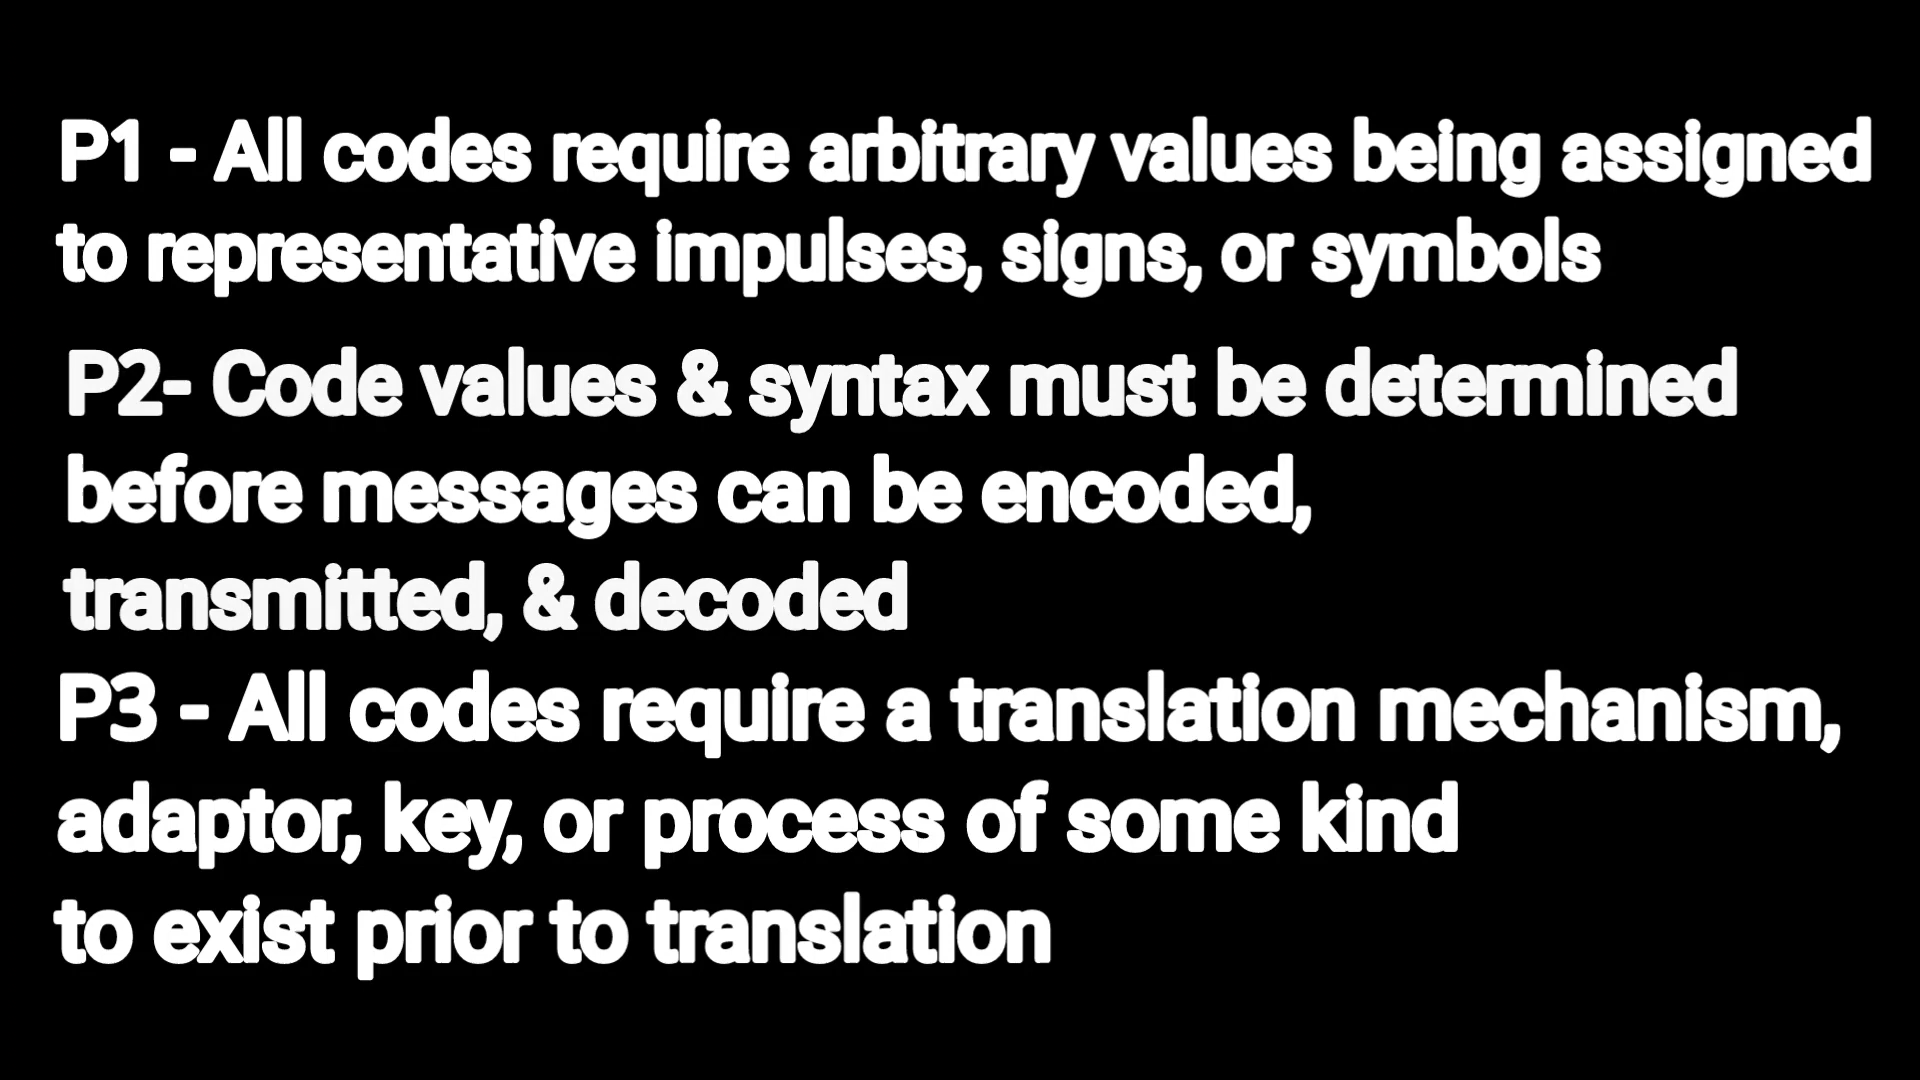 P1 - All codes require arbitrary values being assigned
to representative impulses, signs, or symbols
P2- Code values & syntax must be determined
before messages can be encoded,
transmitted, & decoded
P3 - All codes require a translation mechanism,
adaptor, key, or process of some kind
to exist prior to translation